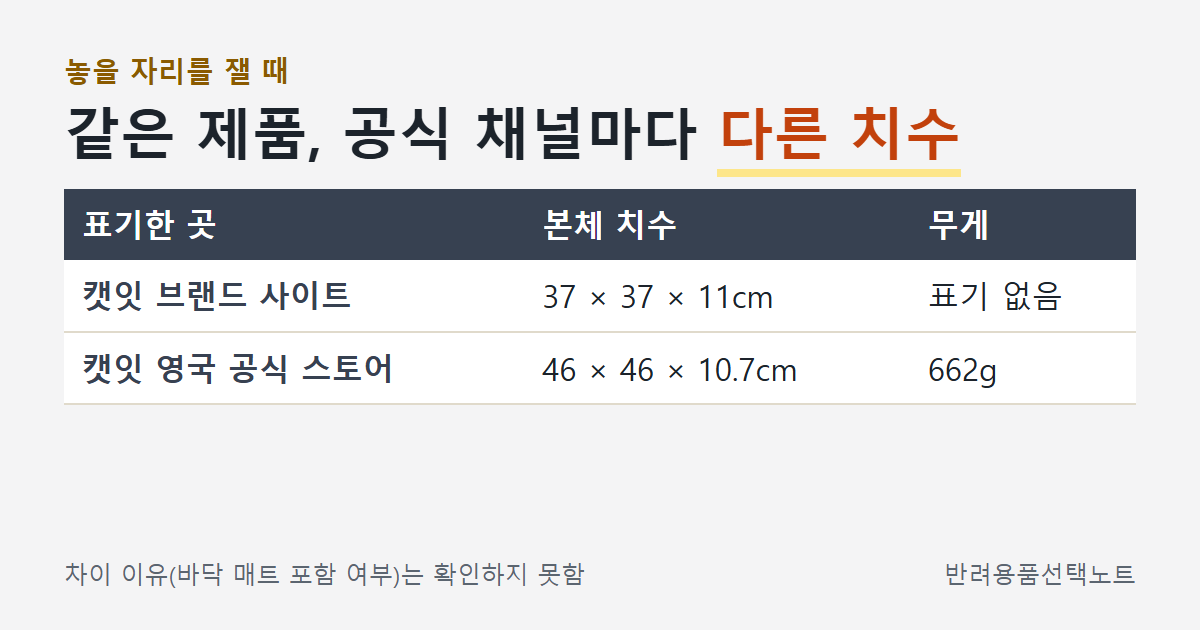 놓을 자리를 잴 때
같은 제품, 공식 채널마다 다른 치수
표기한 곳 본체 치수 무게
캣잇 브랜드 사이트 37 × 37 × 11cm 표기 없음
캣잇 영국 공식 스토어 46 × 46 × 10.7cm 662g
차이 이유(바닥 매트 포함 여부)는 확인하지 못함 반려용품선택노트